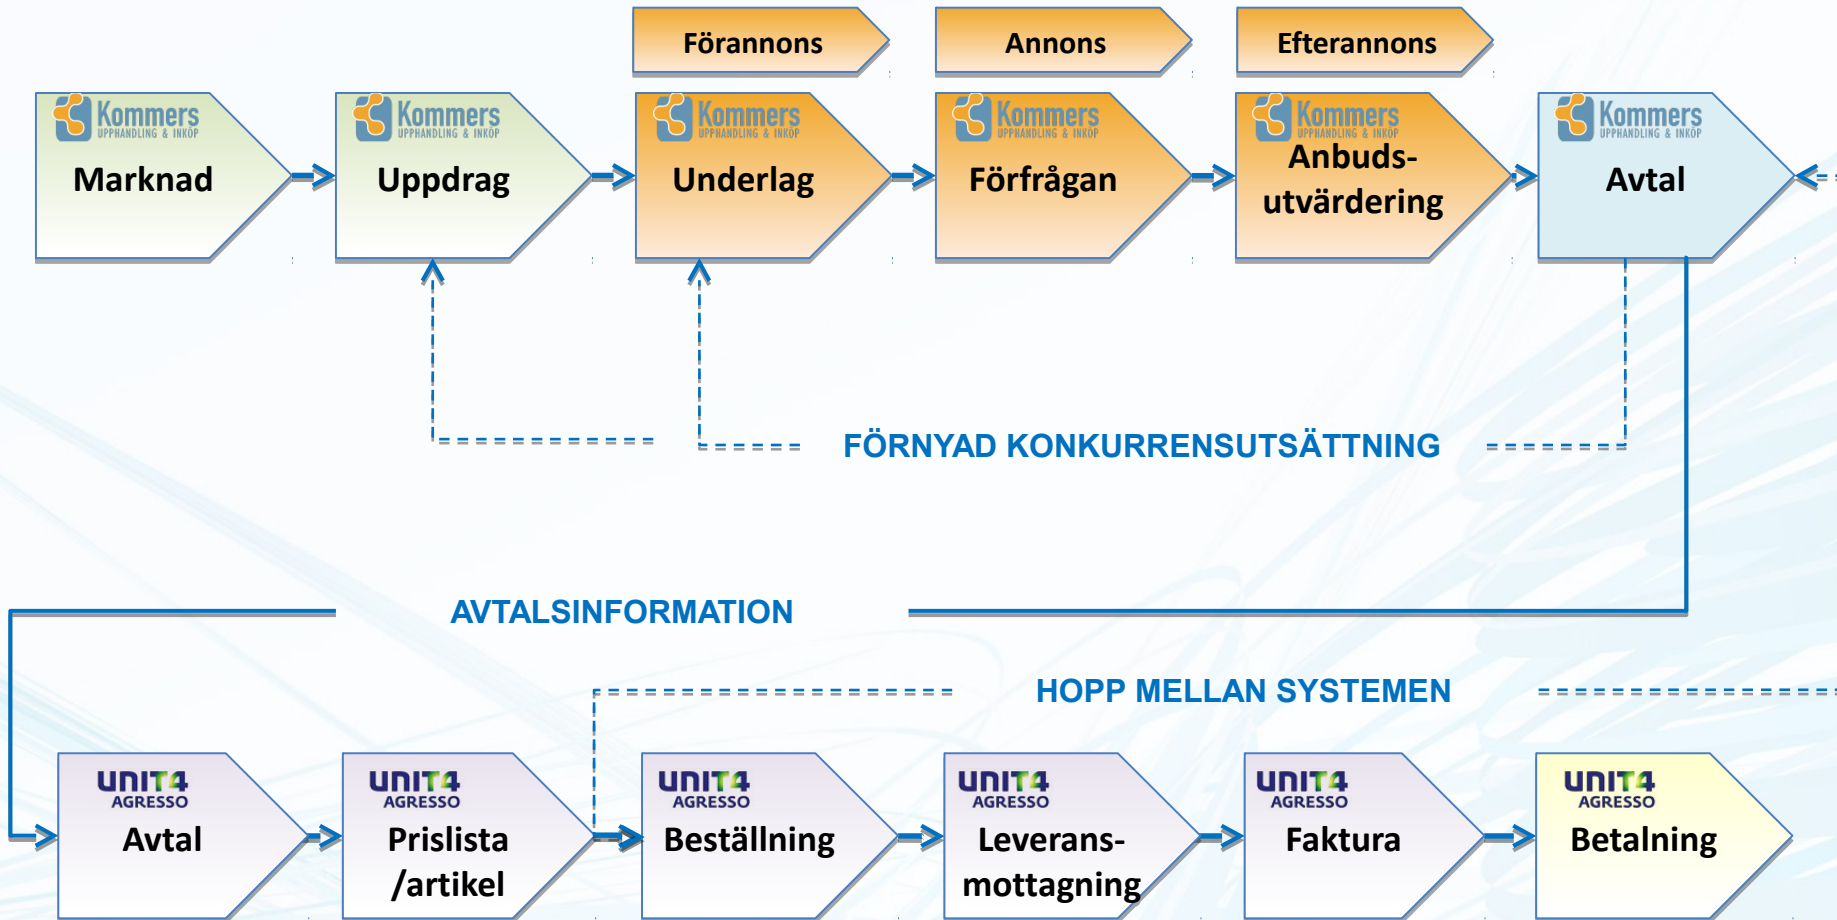 Förannons
Annons
Efterannons
Kommers
UPPHANDLING & INKÖP
Marknad
Kommers
UPPHANDLING & INKÖP
Uppdrag
Kommers
UPPHANDLING & INKÖP
Underlag
Kommers
UPPHANDLING & INKÖP
Förfrågan
Kommers
UPPHANDLING & INKÖP
Anbuds-
utvärdering
Kommers
UPPHANDLING & INKÖP
Avtal
FÖRNYAD KONKURRENSUTSÄTTNING
AVTALSINFORMATION
HOPP MELLAN SYSTEMEN
UNIT4
AGRESSO
Avtal
UNIT4
AGRESSO
Prislista
/artikel
UNIT4
AGRESSO
Beställning
UNIT4
AGRESSO
Leverans-
mottagning
UNIT4
AGRESSO
Faktura
UNIT4
AGRESSO
Betalning